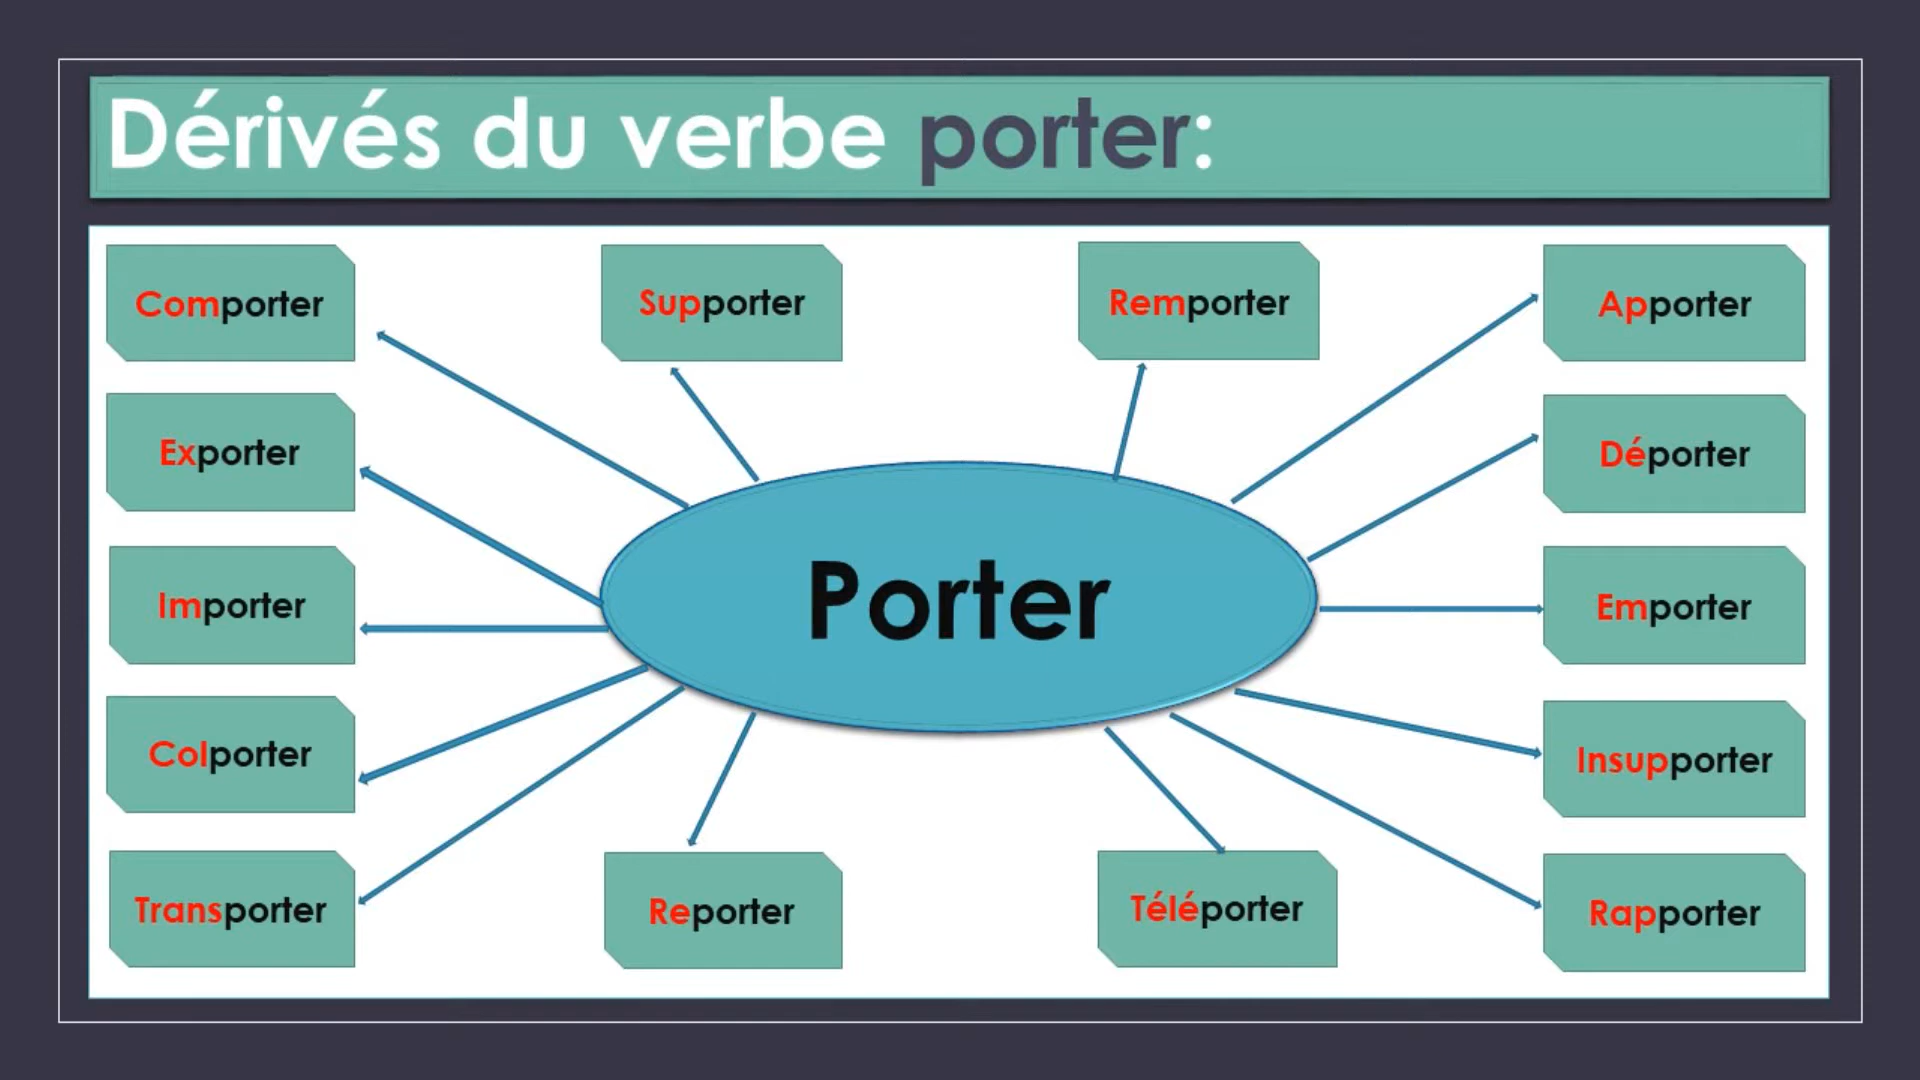 Dérivés du verbe porter:
Comporter
Supporter
Remporter
Apporter
Exporter
Déporter
Importer
Porter
Emporter
Colporter
Insupporter
Transporter
Reporter
Téléporter
Rapporter